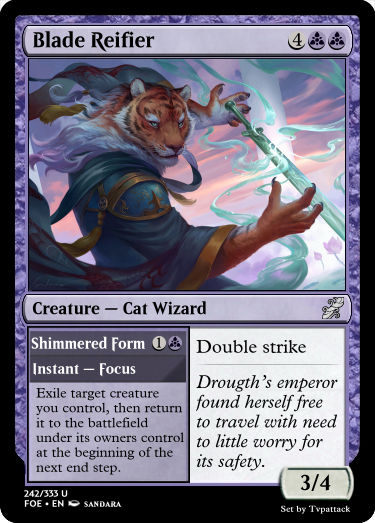 Blade Reifier 4
Creature — Cat Wizard
Shimmered Form 1
Instant — Focus
Exile target creature
you control, then return
it to the battlefield
under its owners control
at the beginning of the
next end step.
Double strike
Drougth's emperor
found herself free
to travel with need
to little worry for
its safety.
3/4
242/333 U
FOE • EN SANDARA
Set by Tvpattack